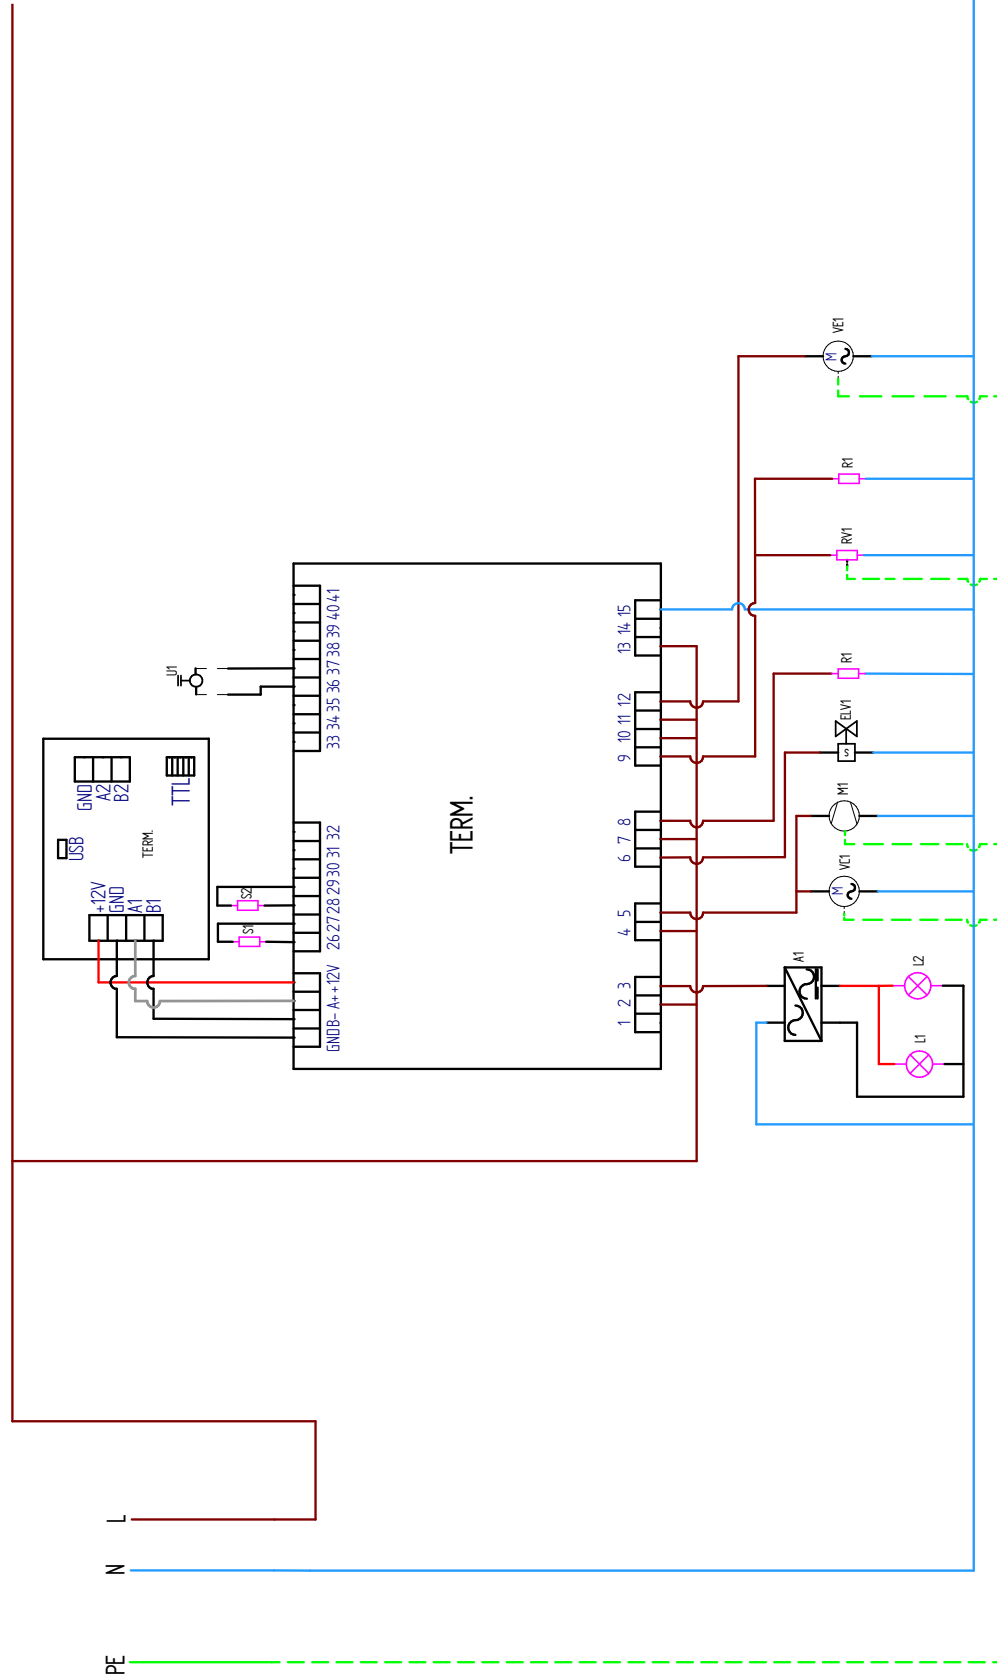 GND
A2
B2
TTL
USB
TERM.
+12V
GND
A1
B1
U1
S2
S1
33 34 35 36 37 38 39 40 41
26 27 28 29 30 31 32
GND B- A+ +12V
TERM.
13 14 15
9 10 11 12
6 7 8
4 5
1 2 3
VE1
M
R1
RV1
R1
ELV1
S
M1
VC1
M
A1
L2
L1
L
N
PE